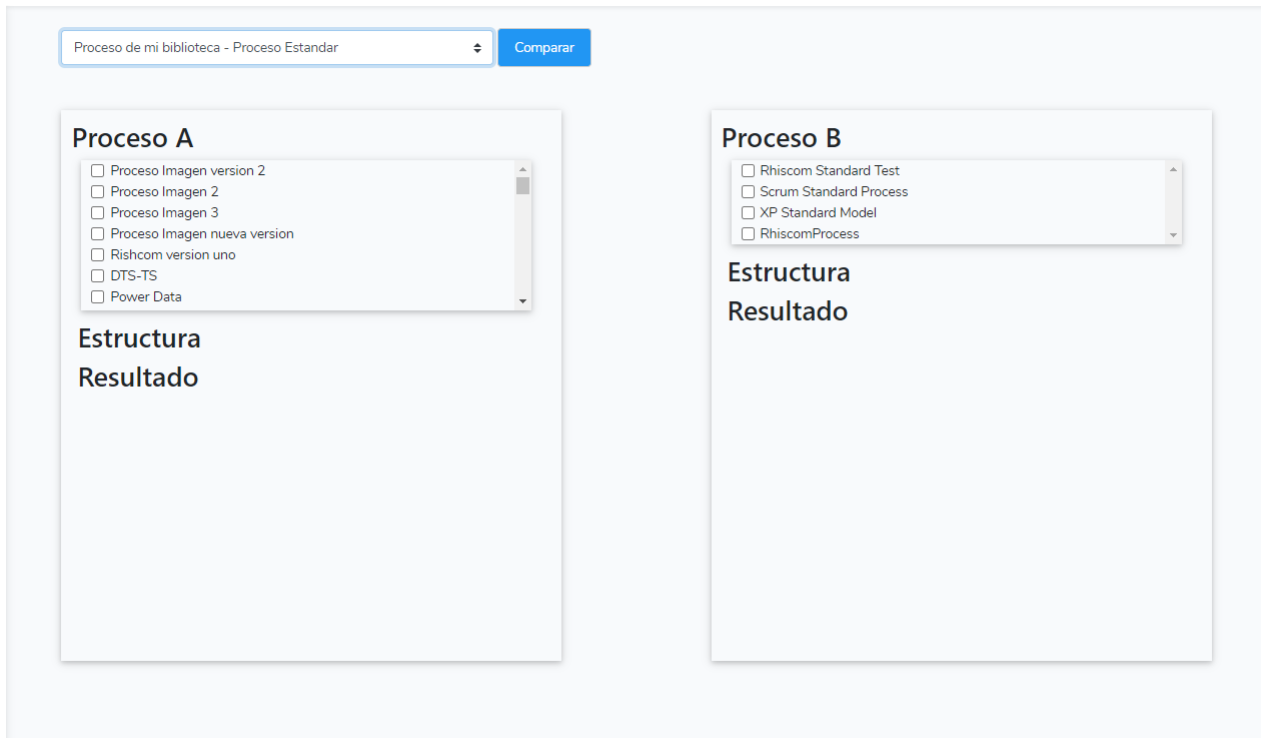 Proceso de mi biblioteca - Proceso Estandar
Comparar
Proceso A
Proceso Imagen version 2
Proceso Imagen 2
Proceso Imagen 3
Proceso Imagen nueva version
Rishcom version uno
DTS-TS
Power Data
Estructura
Resultado
Proceso B
Rhiscom Standard Test
Scrum Standard Process
XP Standard Model
RhiscomProcess
Estructura
Resultado